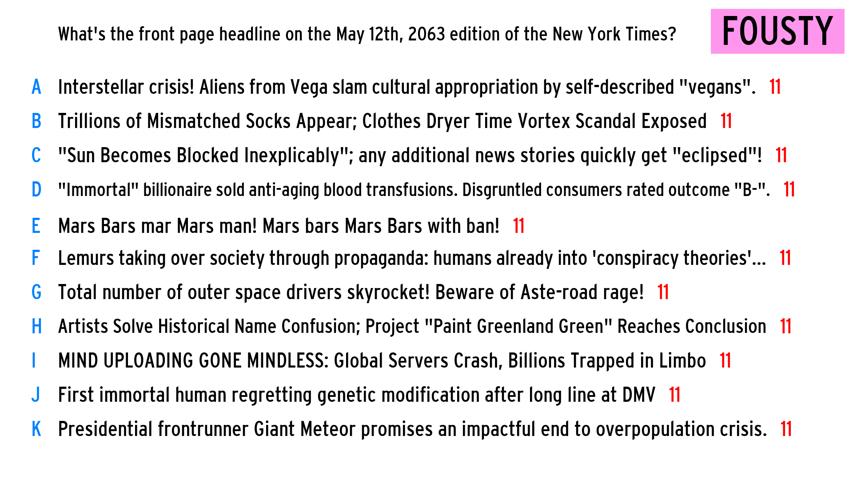 What's the front page headline on the May 12th, 2063 edition of the New York Times?
FOUSTY
A Interstellar crisis! Aliens from Vega slam cultural appropriation by self-described "vegans". 11
B Trillions of Mismatched Socks Appear; Clothes Dryer Time Vortex Scandal Exposed 11
C "Sun Becomes Blocked Inexplicably"; any additional news stories quickly get "eclipsed"! 11
D "Immortal" billionaire sold anti-aging blood transfusions. Disgruntled consumers rated outcome "B-". 11
E Mars Bars mar Mars man! Mars bars Mars Bars with ban! 11
F Lemurs taking over society through propaganda: humans already into 'conspiracy theories'... 11
G Total number of outer space drivers skyrocket! Beware of Aste-road rage! 11
H Artists Solve Historical Name Confusion; Project "Paint Greenland Green" Reaches Conclusion 11
I MIND UPLOADING GONE MINDLESS: Global Servers Crash, Billions Trapped in Limbo 11
J First immortal human regretting genetic modification after long line at DMV 11
K Presidential frontrunner Giant Meteor promises an impactful end to overpopulation crisis. 11